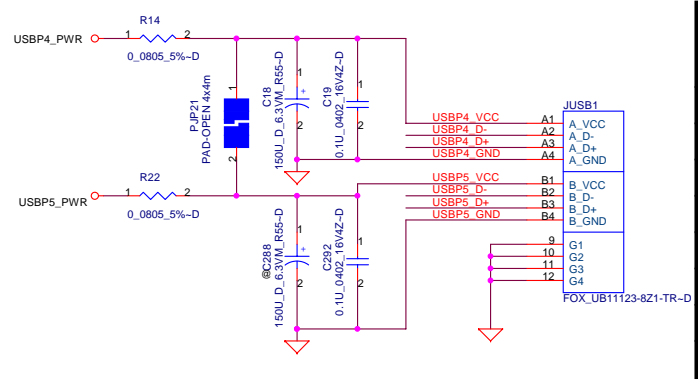 R14
USBP4_PWR
1
2
0_0805_5%~D
PJP21
PAD-OPEN 4x4m
1
2
C18
150U_D_6.3VM_R55~D
1
+
2
C19
0.1U_0402_16V4Z~D
1
2
R22
USBP5_PWR
1
2
0_0805_5%~D
@C288
150U_D_6.3VM_R55~D
1
+
2
C292
0.1U_0402_16V4Z~D
1
2
JUSB1
USBP4_VCC A1 A_VCC
USBP4_D- A2 A_D-
USBP4_D+ A3 A_D+
USBP4_GND A4 A_GND
USBP5_VCC B1 B_VCC
USBP5_D- B2 B_D-
USBP5_D+ B3 B_D+
USBP5_GND B4 B_GND
9 G1
10 G2
11 G3
12 G4
FOX_UB11123-8Z1-TR~D